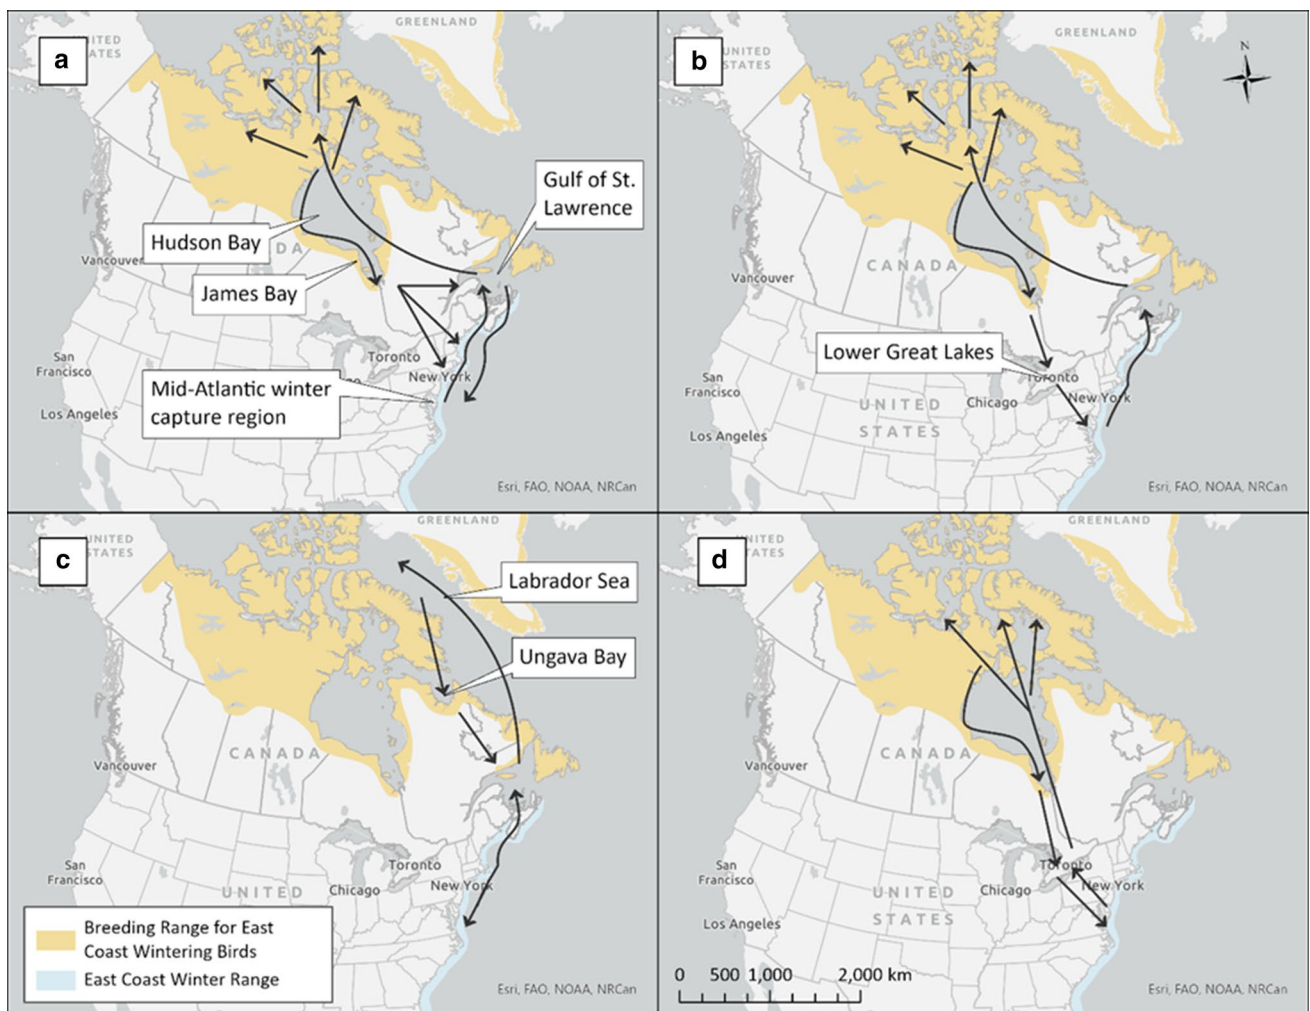 a
UNITED
STATES
GREENLAND
Gulf of St.
Lawrence
Hudson Bay
James Bay
Vancouver
Toronto
San
Francisco
New York
Los Angeles
Mid-Atlantic winter
capture region
Esri, FAO, NOAA, NRCan
b
UNITED
STATES
GREENLAND
N
CANADA
Vancouver
Lower Great Lakes
Toronto
San
Francisco
Chicago
New York
UNITED
STATES
Los Angeles
Esri, FAO, NOAA, NRCan
c
UNITED
STATES
GREENLAND
Labrador Sea
Ungava Bay
CANADA
Vancouver
Toronto
San
Francisco
Chicago
New York
UNITED
Breeding Range for East
Coast Wintering Birds
East Coast Winter Range
Esri, FAO, NOAA, NRCan
d
UNITED
STATES
GREENLAND
CANADA
Vancouver
Toronto
San
Francisco
Chicago
New York
UNITED
STATES
Los Angeles
0 500 1,000 2,000 km
Esri, FAO, NOAA, NRCan